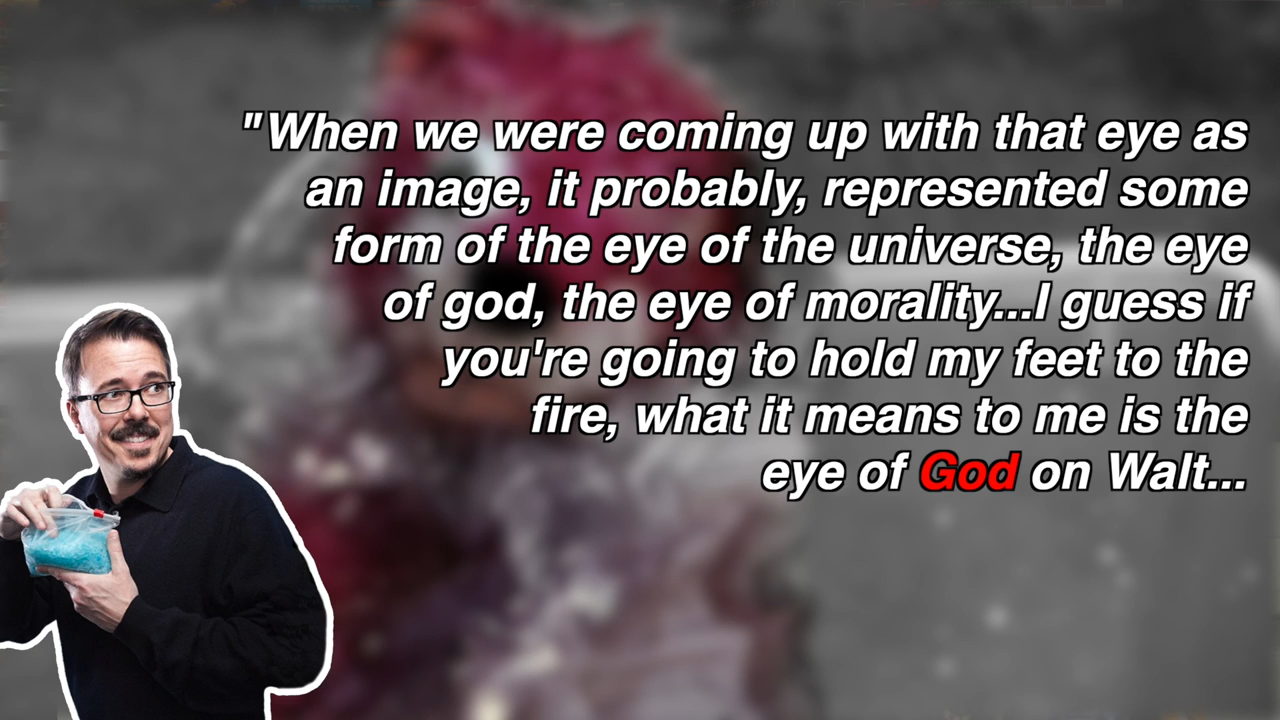 "When we were coming up with that eye as
an image, it probably, represented some
form of the eye of the universe, the eye
of god, the eye of morality...I guess if
you're going to hold my feet to the
fire, what it means to me is the
eye of God on Walt...